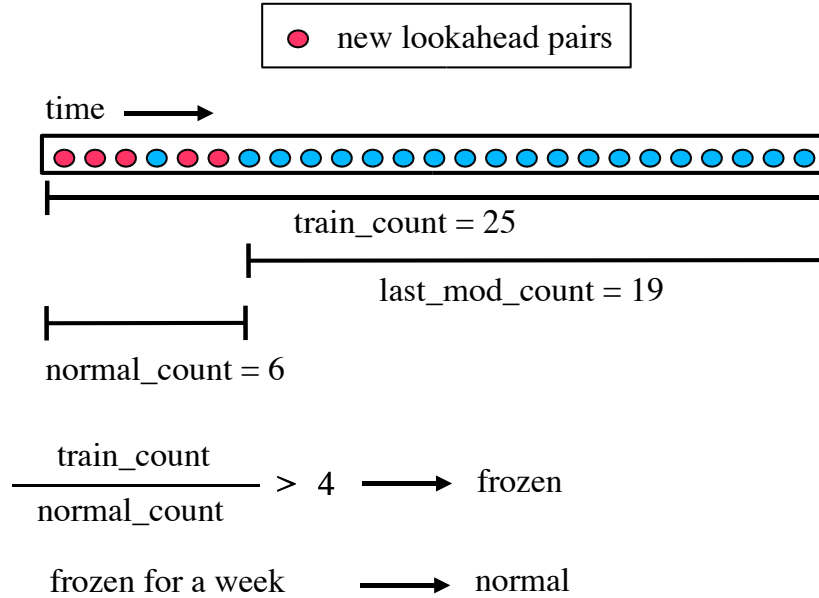 new lookahead pairs
time
train_count = 25
last_mod_count = 19
normal_count = 6
train_count
normal_count
> 4
frozen
frozen for a week
normal